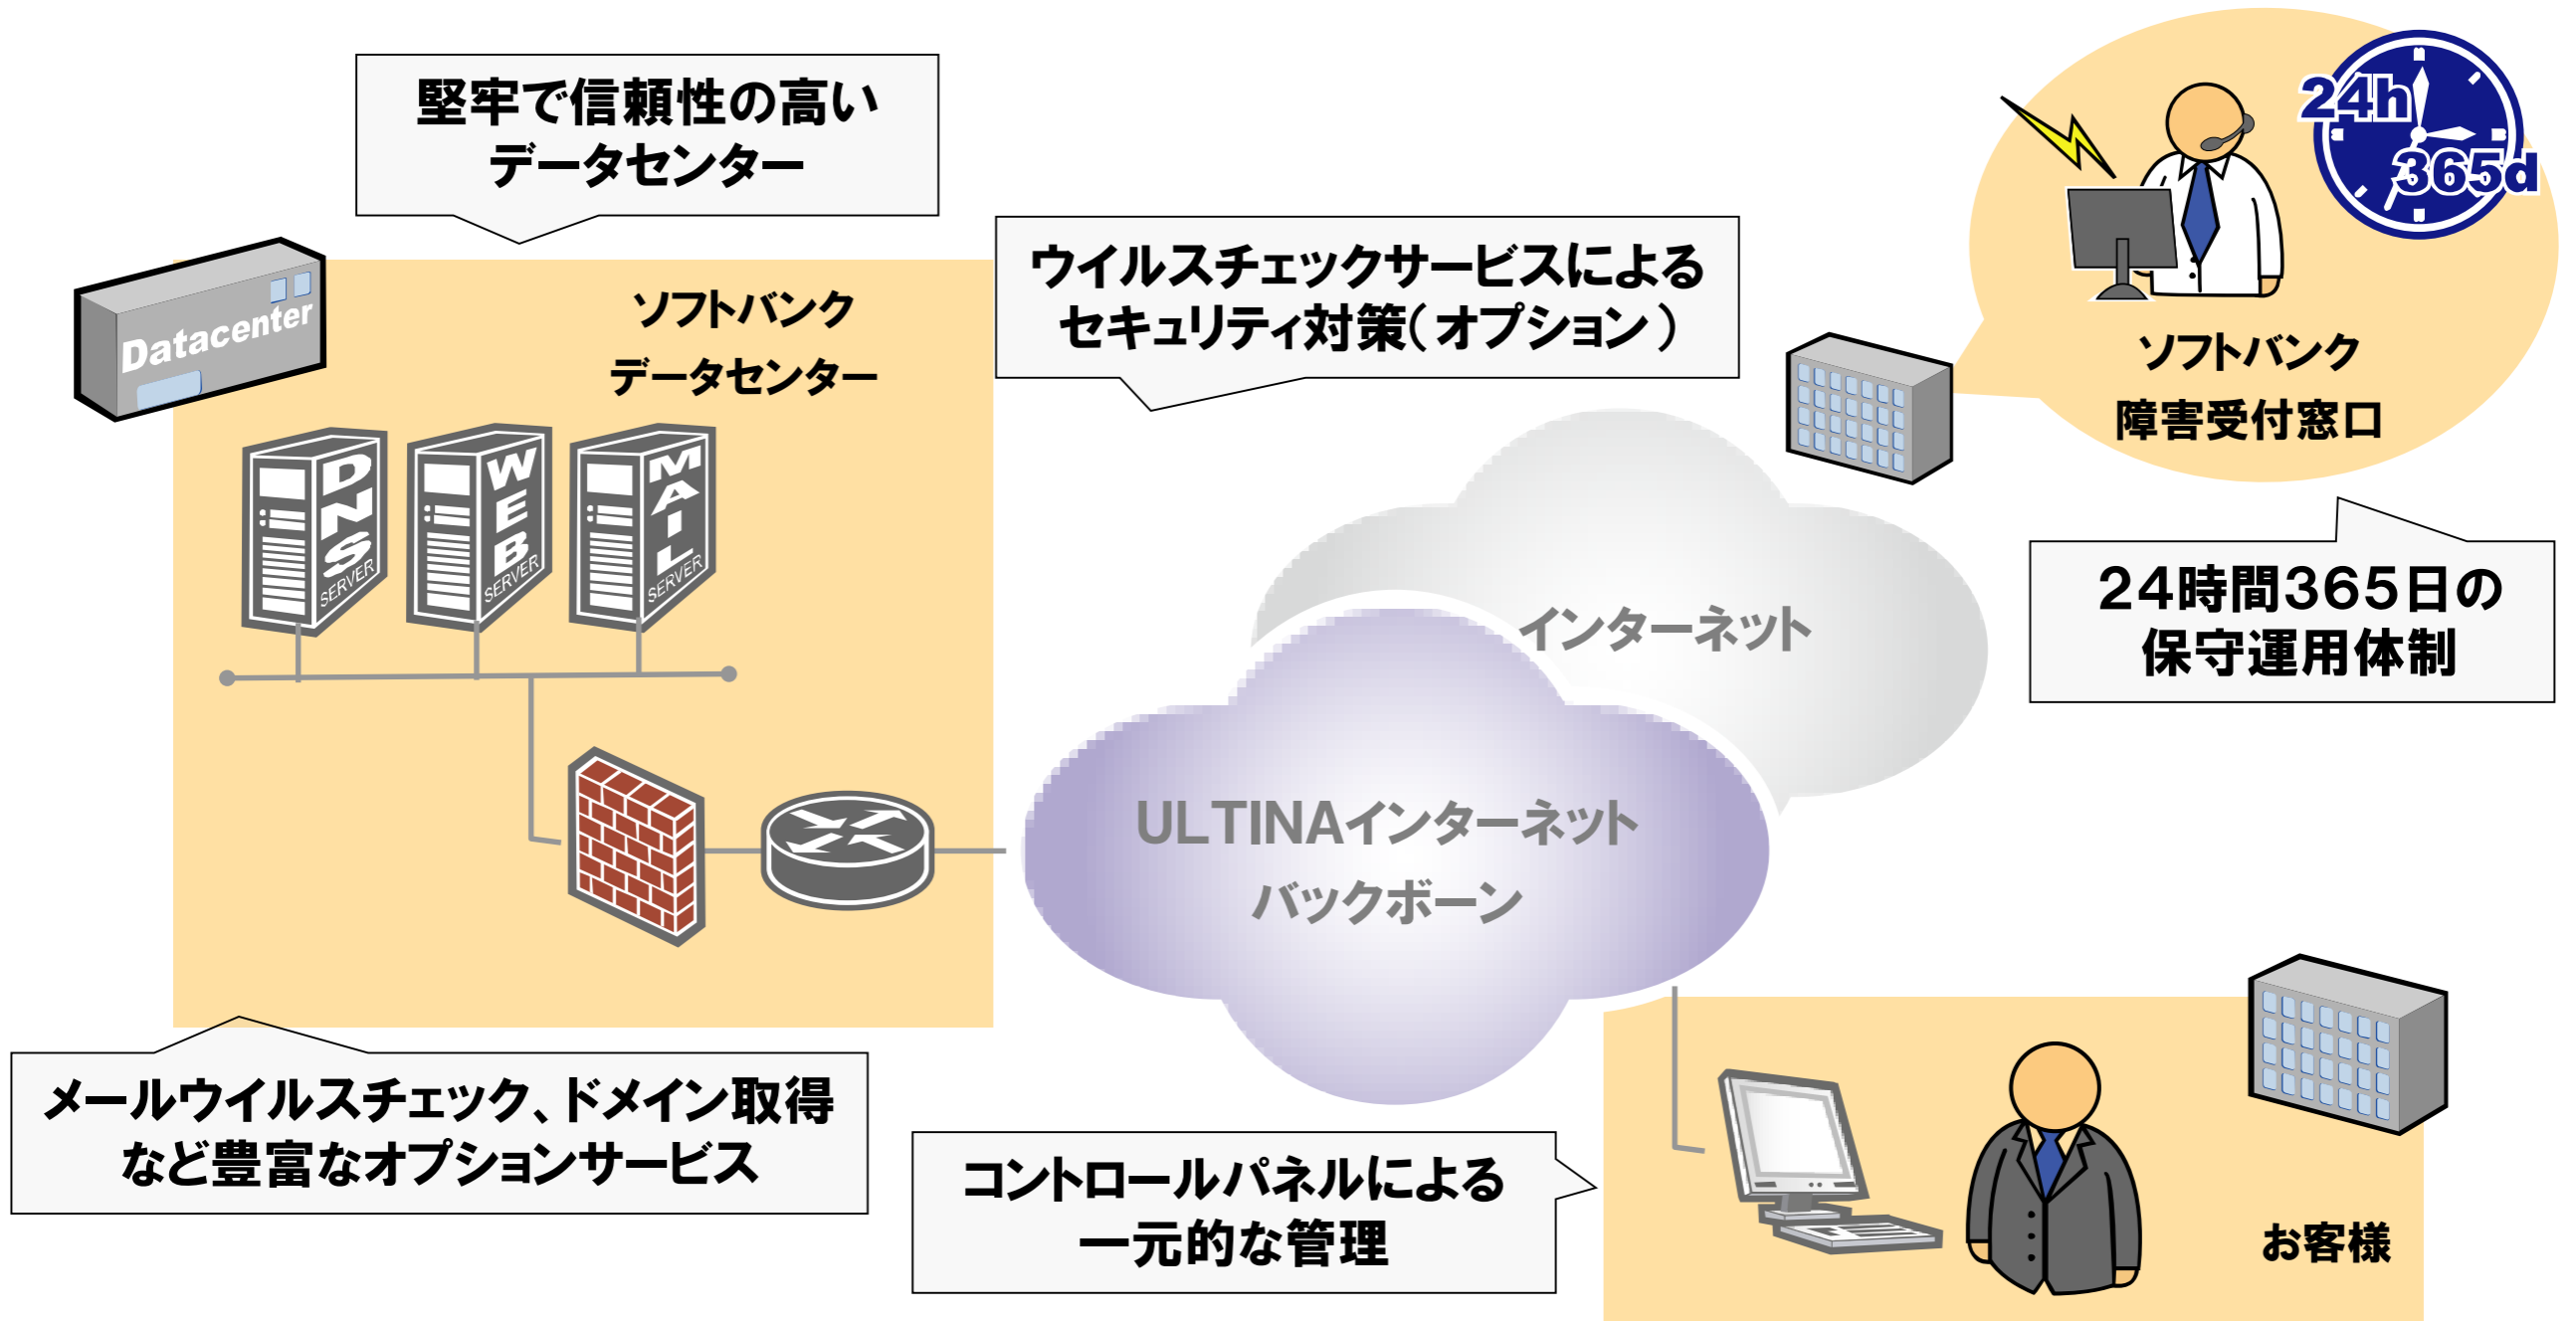 堅牢で信頼性の高い
データセンター
Datacenter
ソフトバンク
データセンター
DNS
SERVER
WEB
SERVER
MAIL
SERVER
ウイルスチェックサービスによる
セキュリティ対策(オプション)
24h
365d
ソフトバンク
障害受付窓口
24時間365日の
保守運用体制
インターネット
ULTINAインターネット
バックボーン
メールウイルスチェック、ドメイン取得
など豊富なオプションサービス
コントロールパネルによる
一元的な管理
お客様